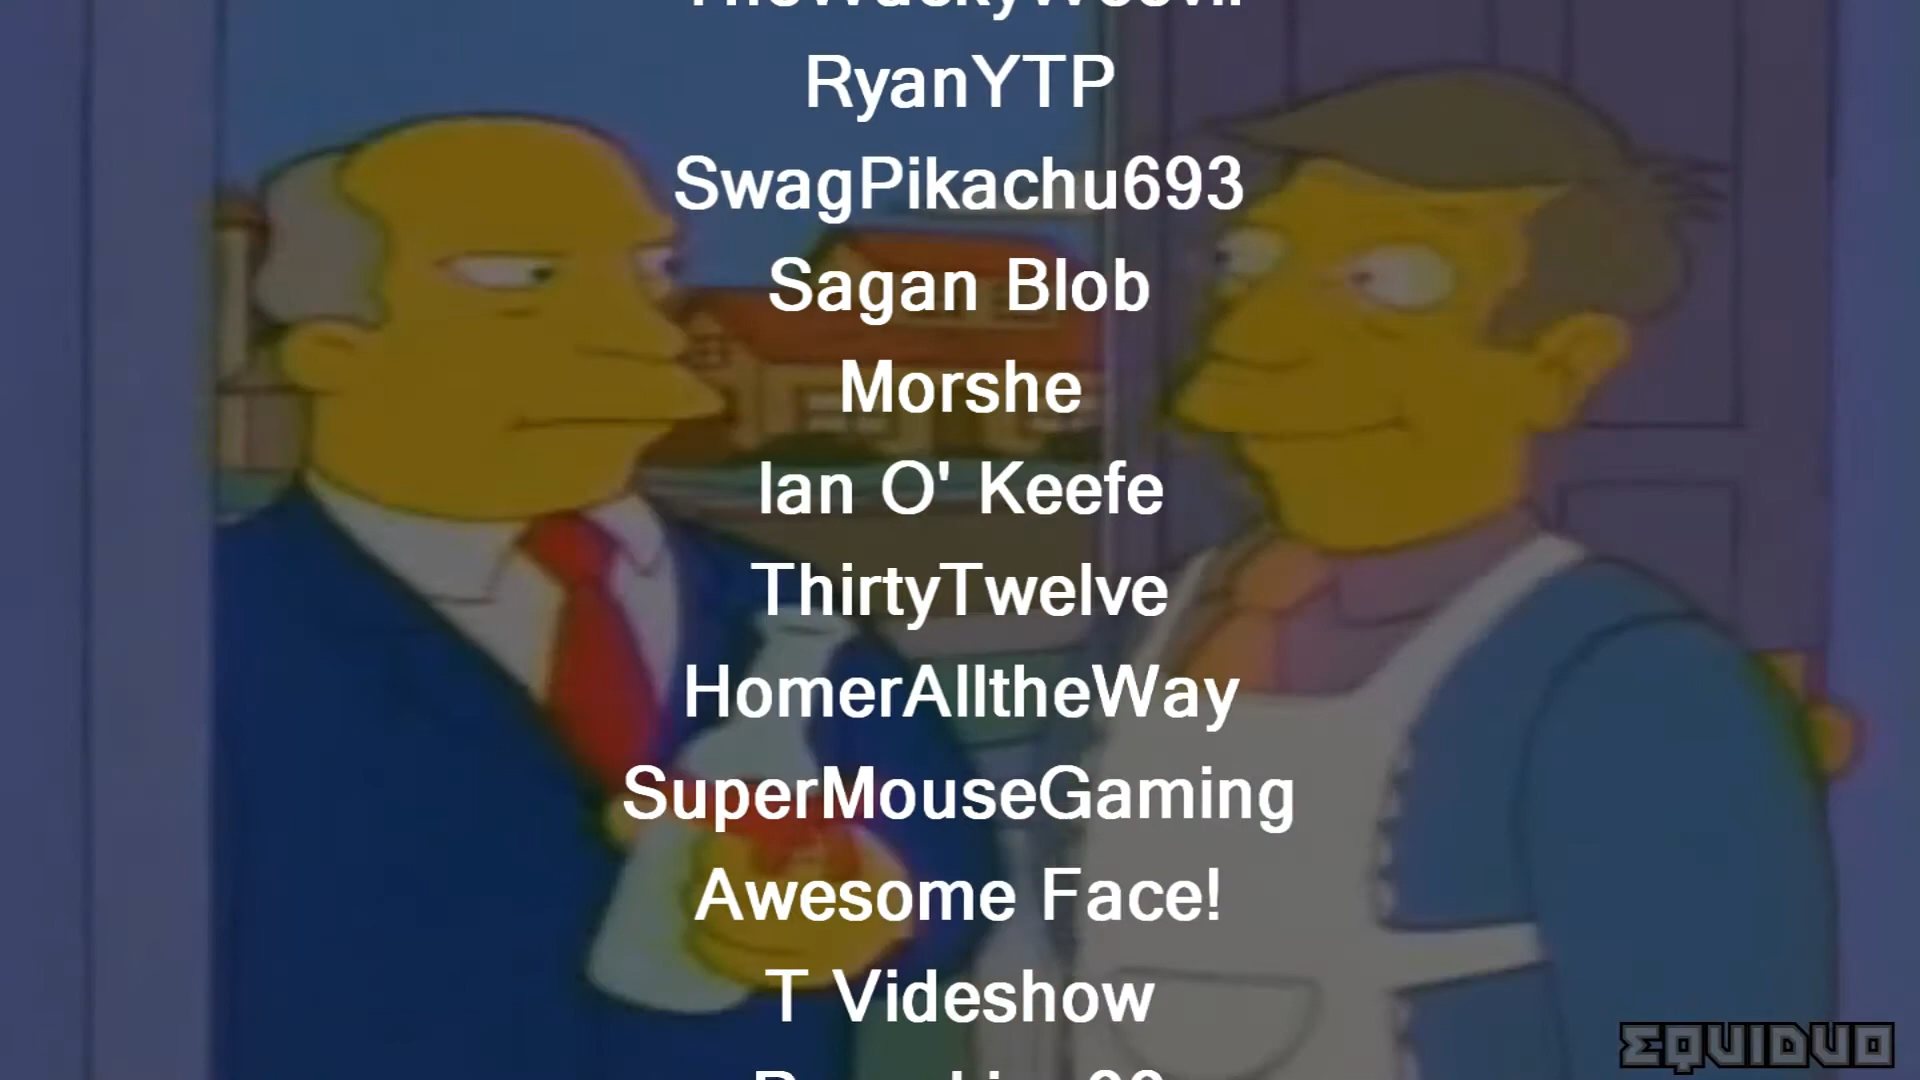 RyanYTP
SwagPikachu693
Sagan Blob
Morshe
Ian O' Keefe
ThirtyTwelve
HomerAlltheWay
SuperMouseGaming
Awesome Face!
T Videshow
EQUIDUO